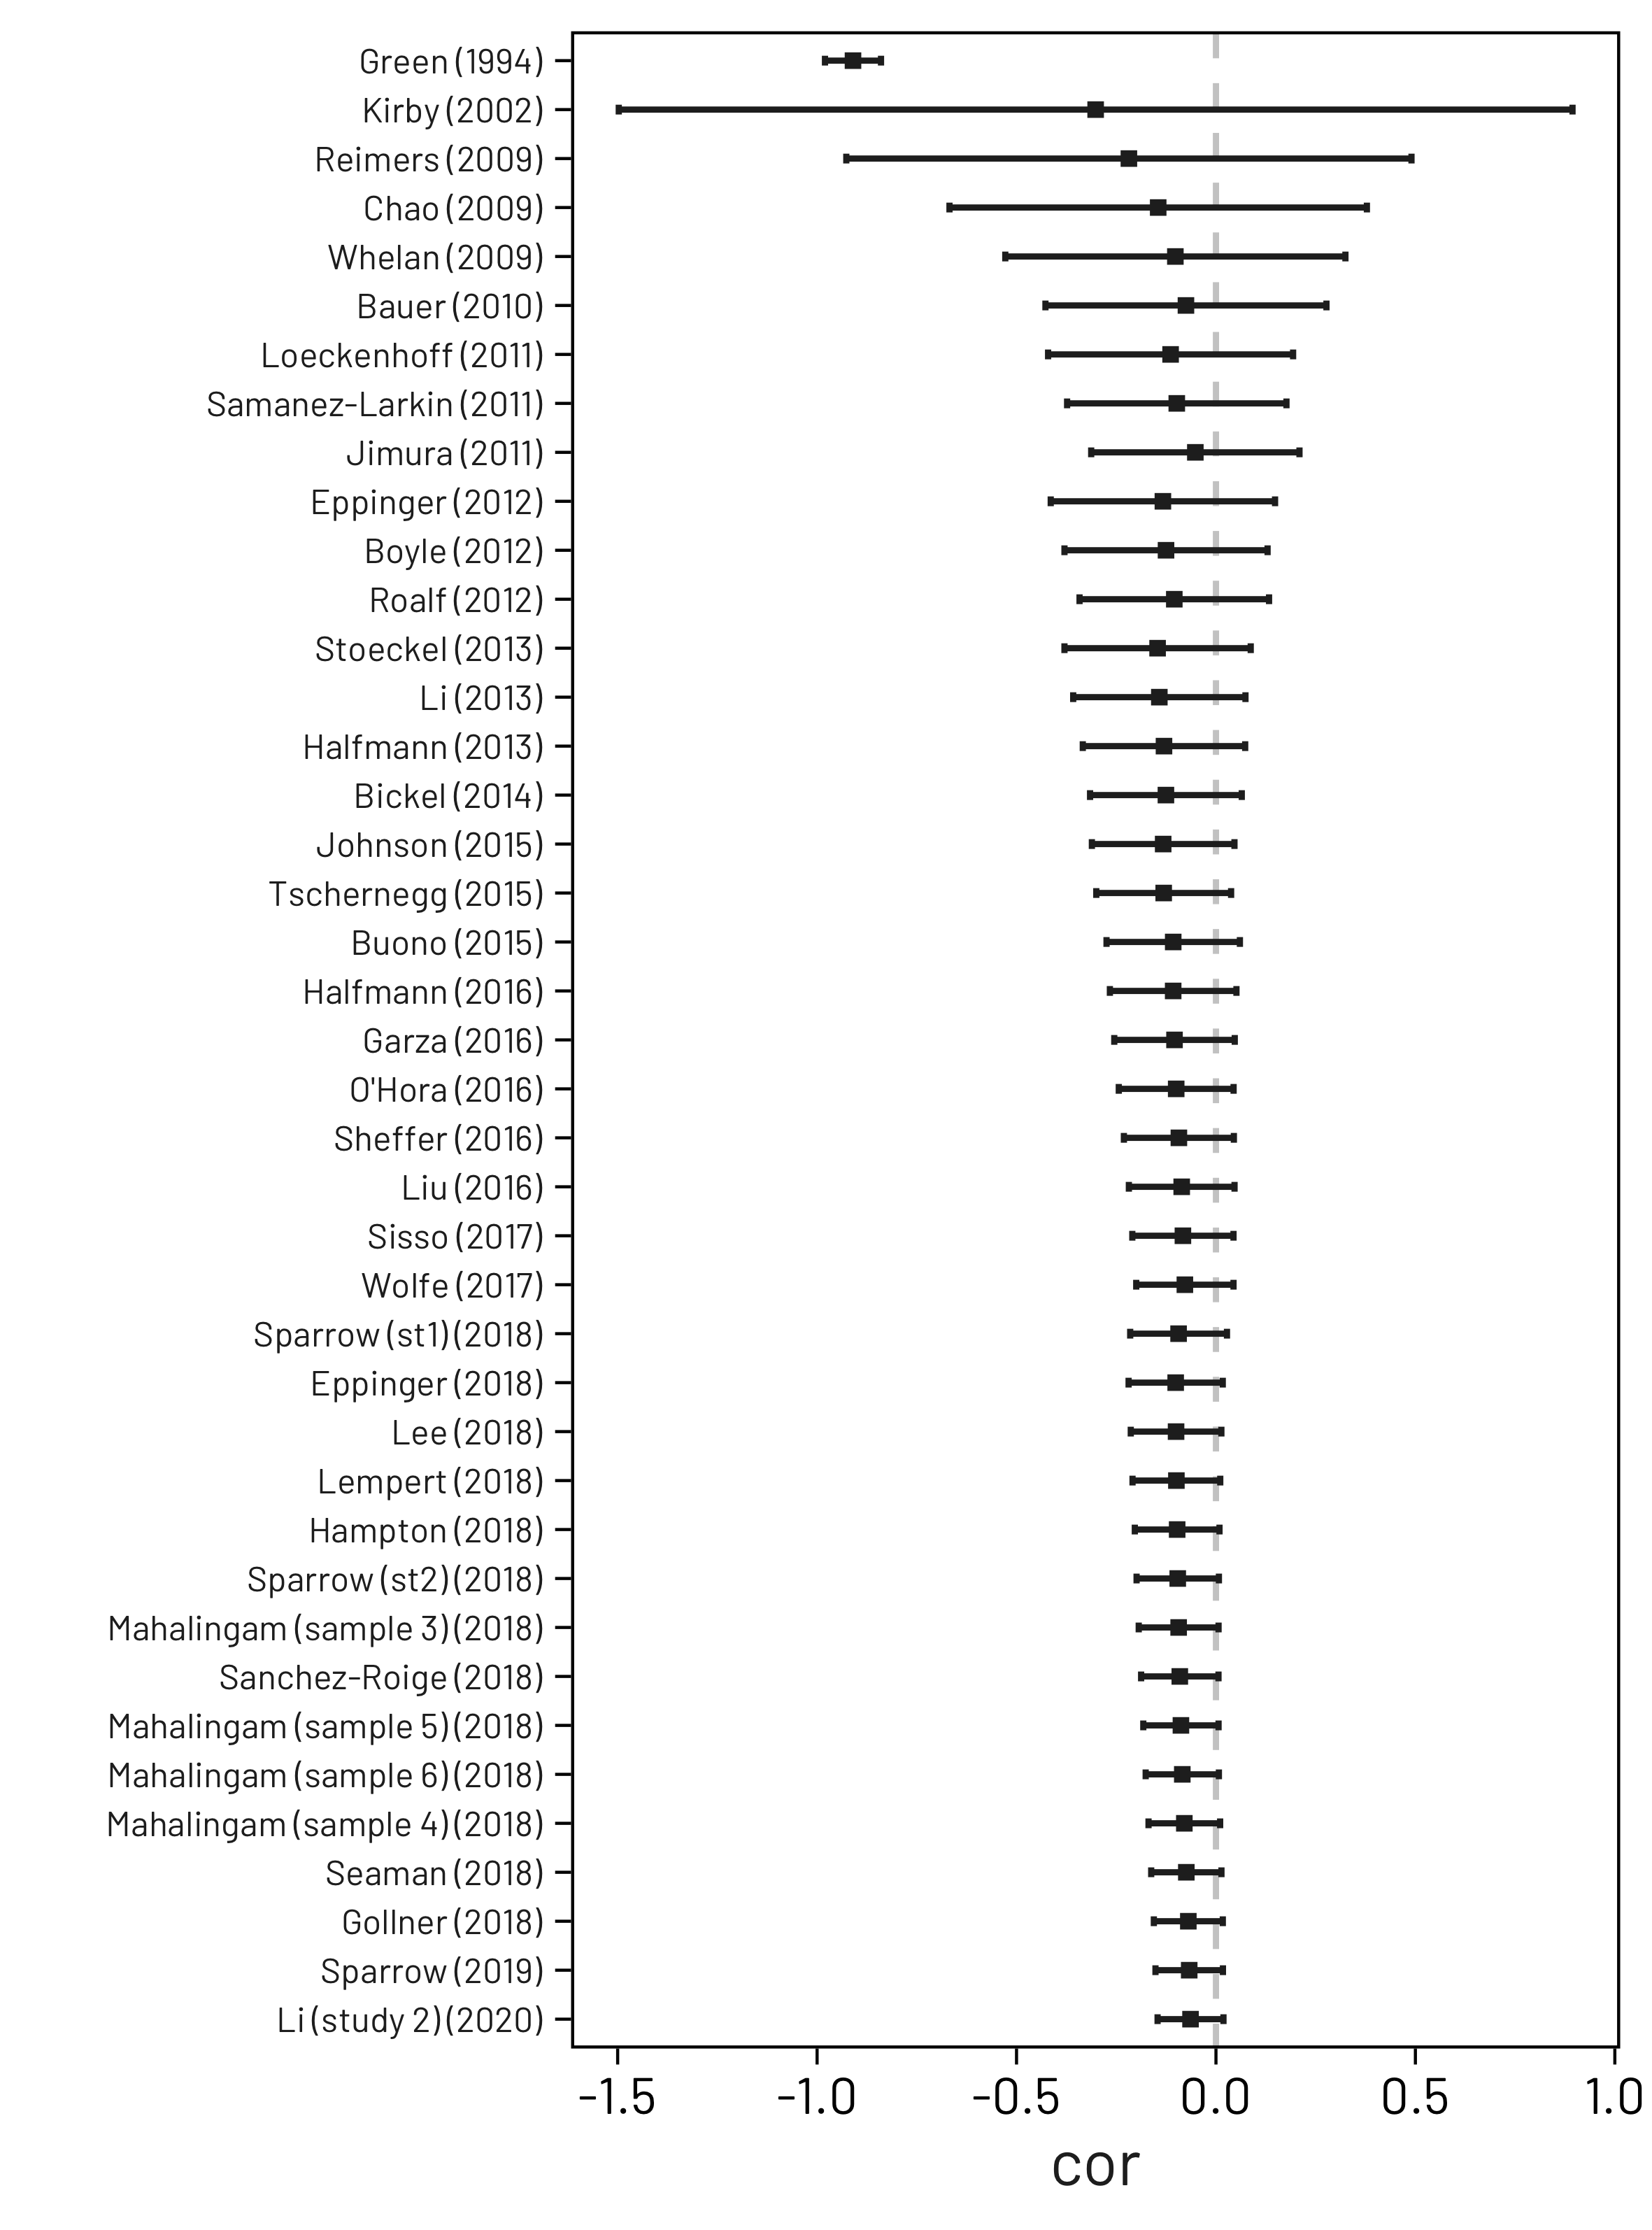 Green (1994)
Kirby (2002)
Reimers (2009)
Chao (2009)
Whelan (2009)
Bauer (2010)
Loeckenhoff (2011)
Samanez-Larkin (2011)
Jimura (2011)
Eppinger (2012)
Boyle (2012)
Roalf (2012)
Stoeckel (2013)
Li (2013)
Halfmann (2013)
Bickel (2014)
Johnson (2015)
Tschernegg (2015)
Buono (2015)
Halfmann (2016)
Garza (2016)
O'Hora (2016)
Sheffer (2016)
Liu (2016)
Sisso (2017)
Wolfe (2017)
Sparrow (st1) (2018)
Eppinger (2018)
Lee (2018)
Lempert (2018)
Hampton (2018)
Sparrow (st2) (2018)
Mahalingam (sample 3) (2018)
Sanchez-Roige (2018)
Mahalingam (sample 5) (2018)
Mahalingam (sample 6) (2018)
Mahalingam (sample 4) (2018)
Seaman (2018)
Gollner (2018)
Sparrow (2019)
Li (study 2) (2020)
-1.5 -1.0 -0.5 0.0 0.5 1.0
cor